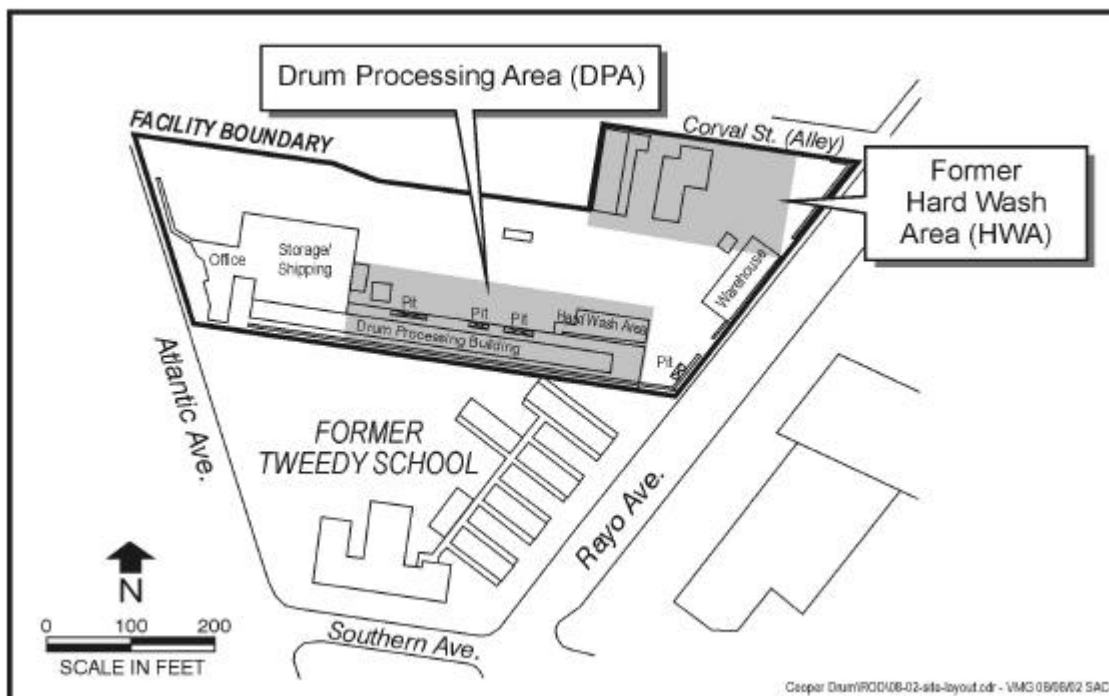 Drum Processing Area (DPA)
FACILITY BOUNDARY
Corval St. (Alley)
Former
Hard Wash
Area (HWA)
Office
Storage/
Shipping
Warehouse
Pit
Pit
Pit
Hard Wash Area
Drum Processing Building
Pit
Atlantic Ave.
FORMER
TWEEDY SCHOOL
Rayo Ave.
N
0 100 200
SCALE IN FEET
Southern Ave.
Cooper Drum\ROD\08-02-site-layout.cdr - VMG 08/08/02 SAC